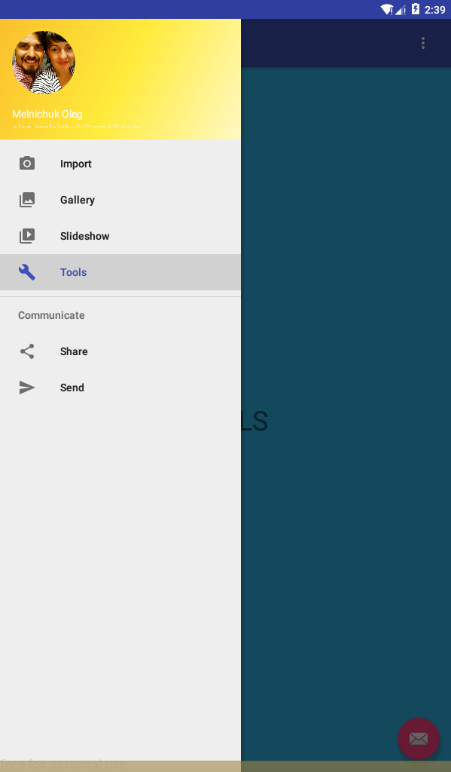 2:39
Melnichuk Oleg
Import
Gallery
Slideshow
Tools
Communicate
Share
Send
LS